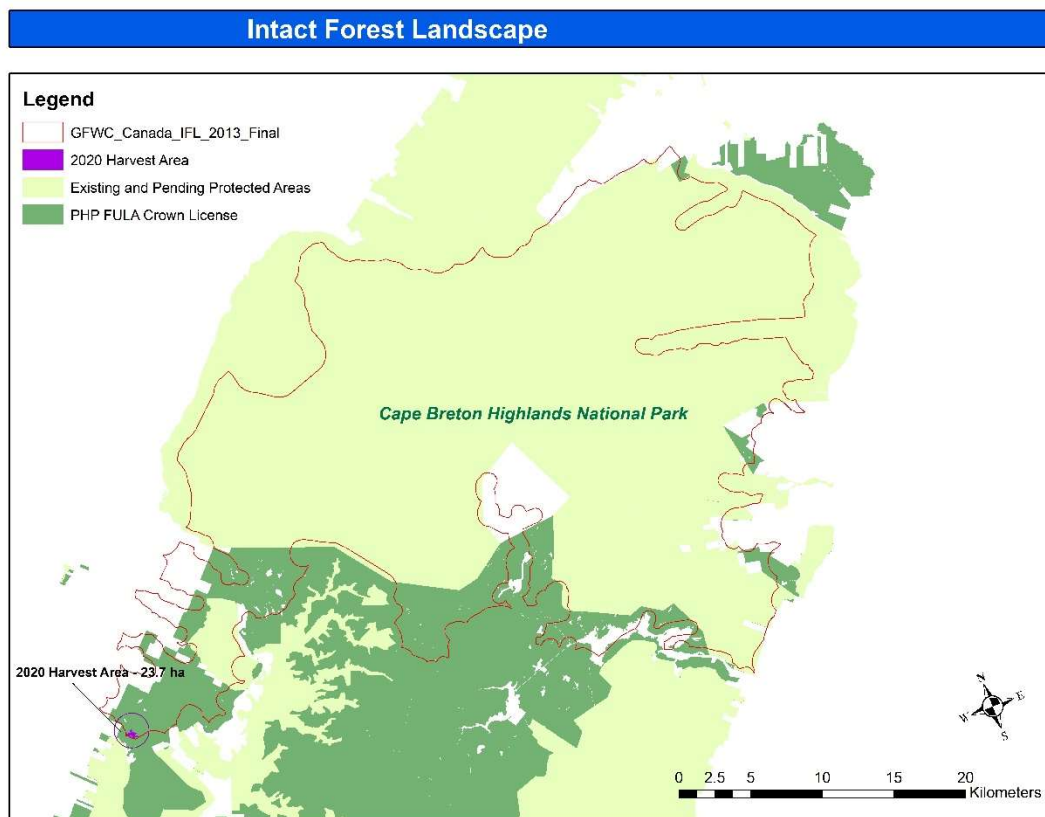 Intact Forest Landscape
Legend
GFWC_Canada_IFL_2013_Final
2020 Harvest Area
Existing and Pending Protected Areas
PHP FULA Crown License
Cape Breton Highlands National Park
2020 Harvest Area - 23.7 ha
N
W E
S
0 2.5 5 10 15 20
Kilometers